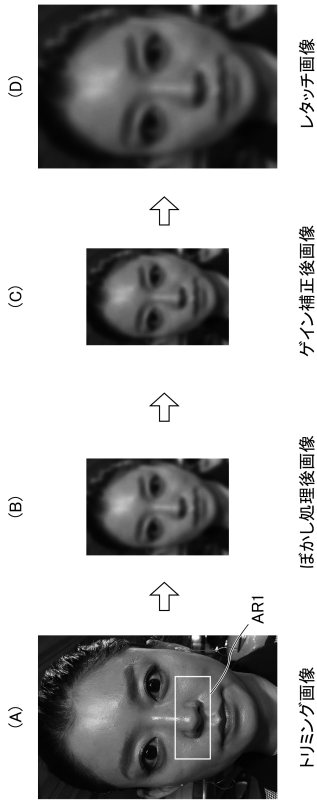 (A)
トリミング画像
AR1
(B)
ぼかし処理後画像
(C)
ゲイン補正後画像
(D)
レタッチ画像